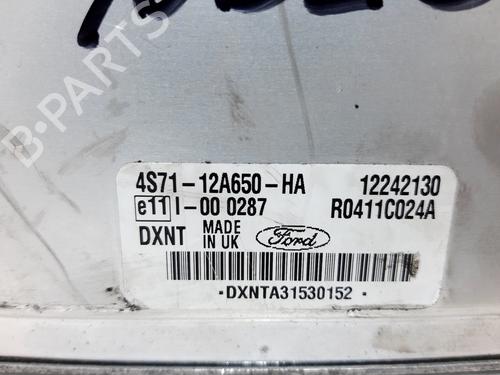 B-PARTS
4S71-12A650-HA 12242130
e11 I-00 0287 R0411C024A
DXNT MADE IN UK Ford
-DXNTA31530152-